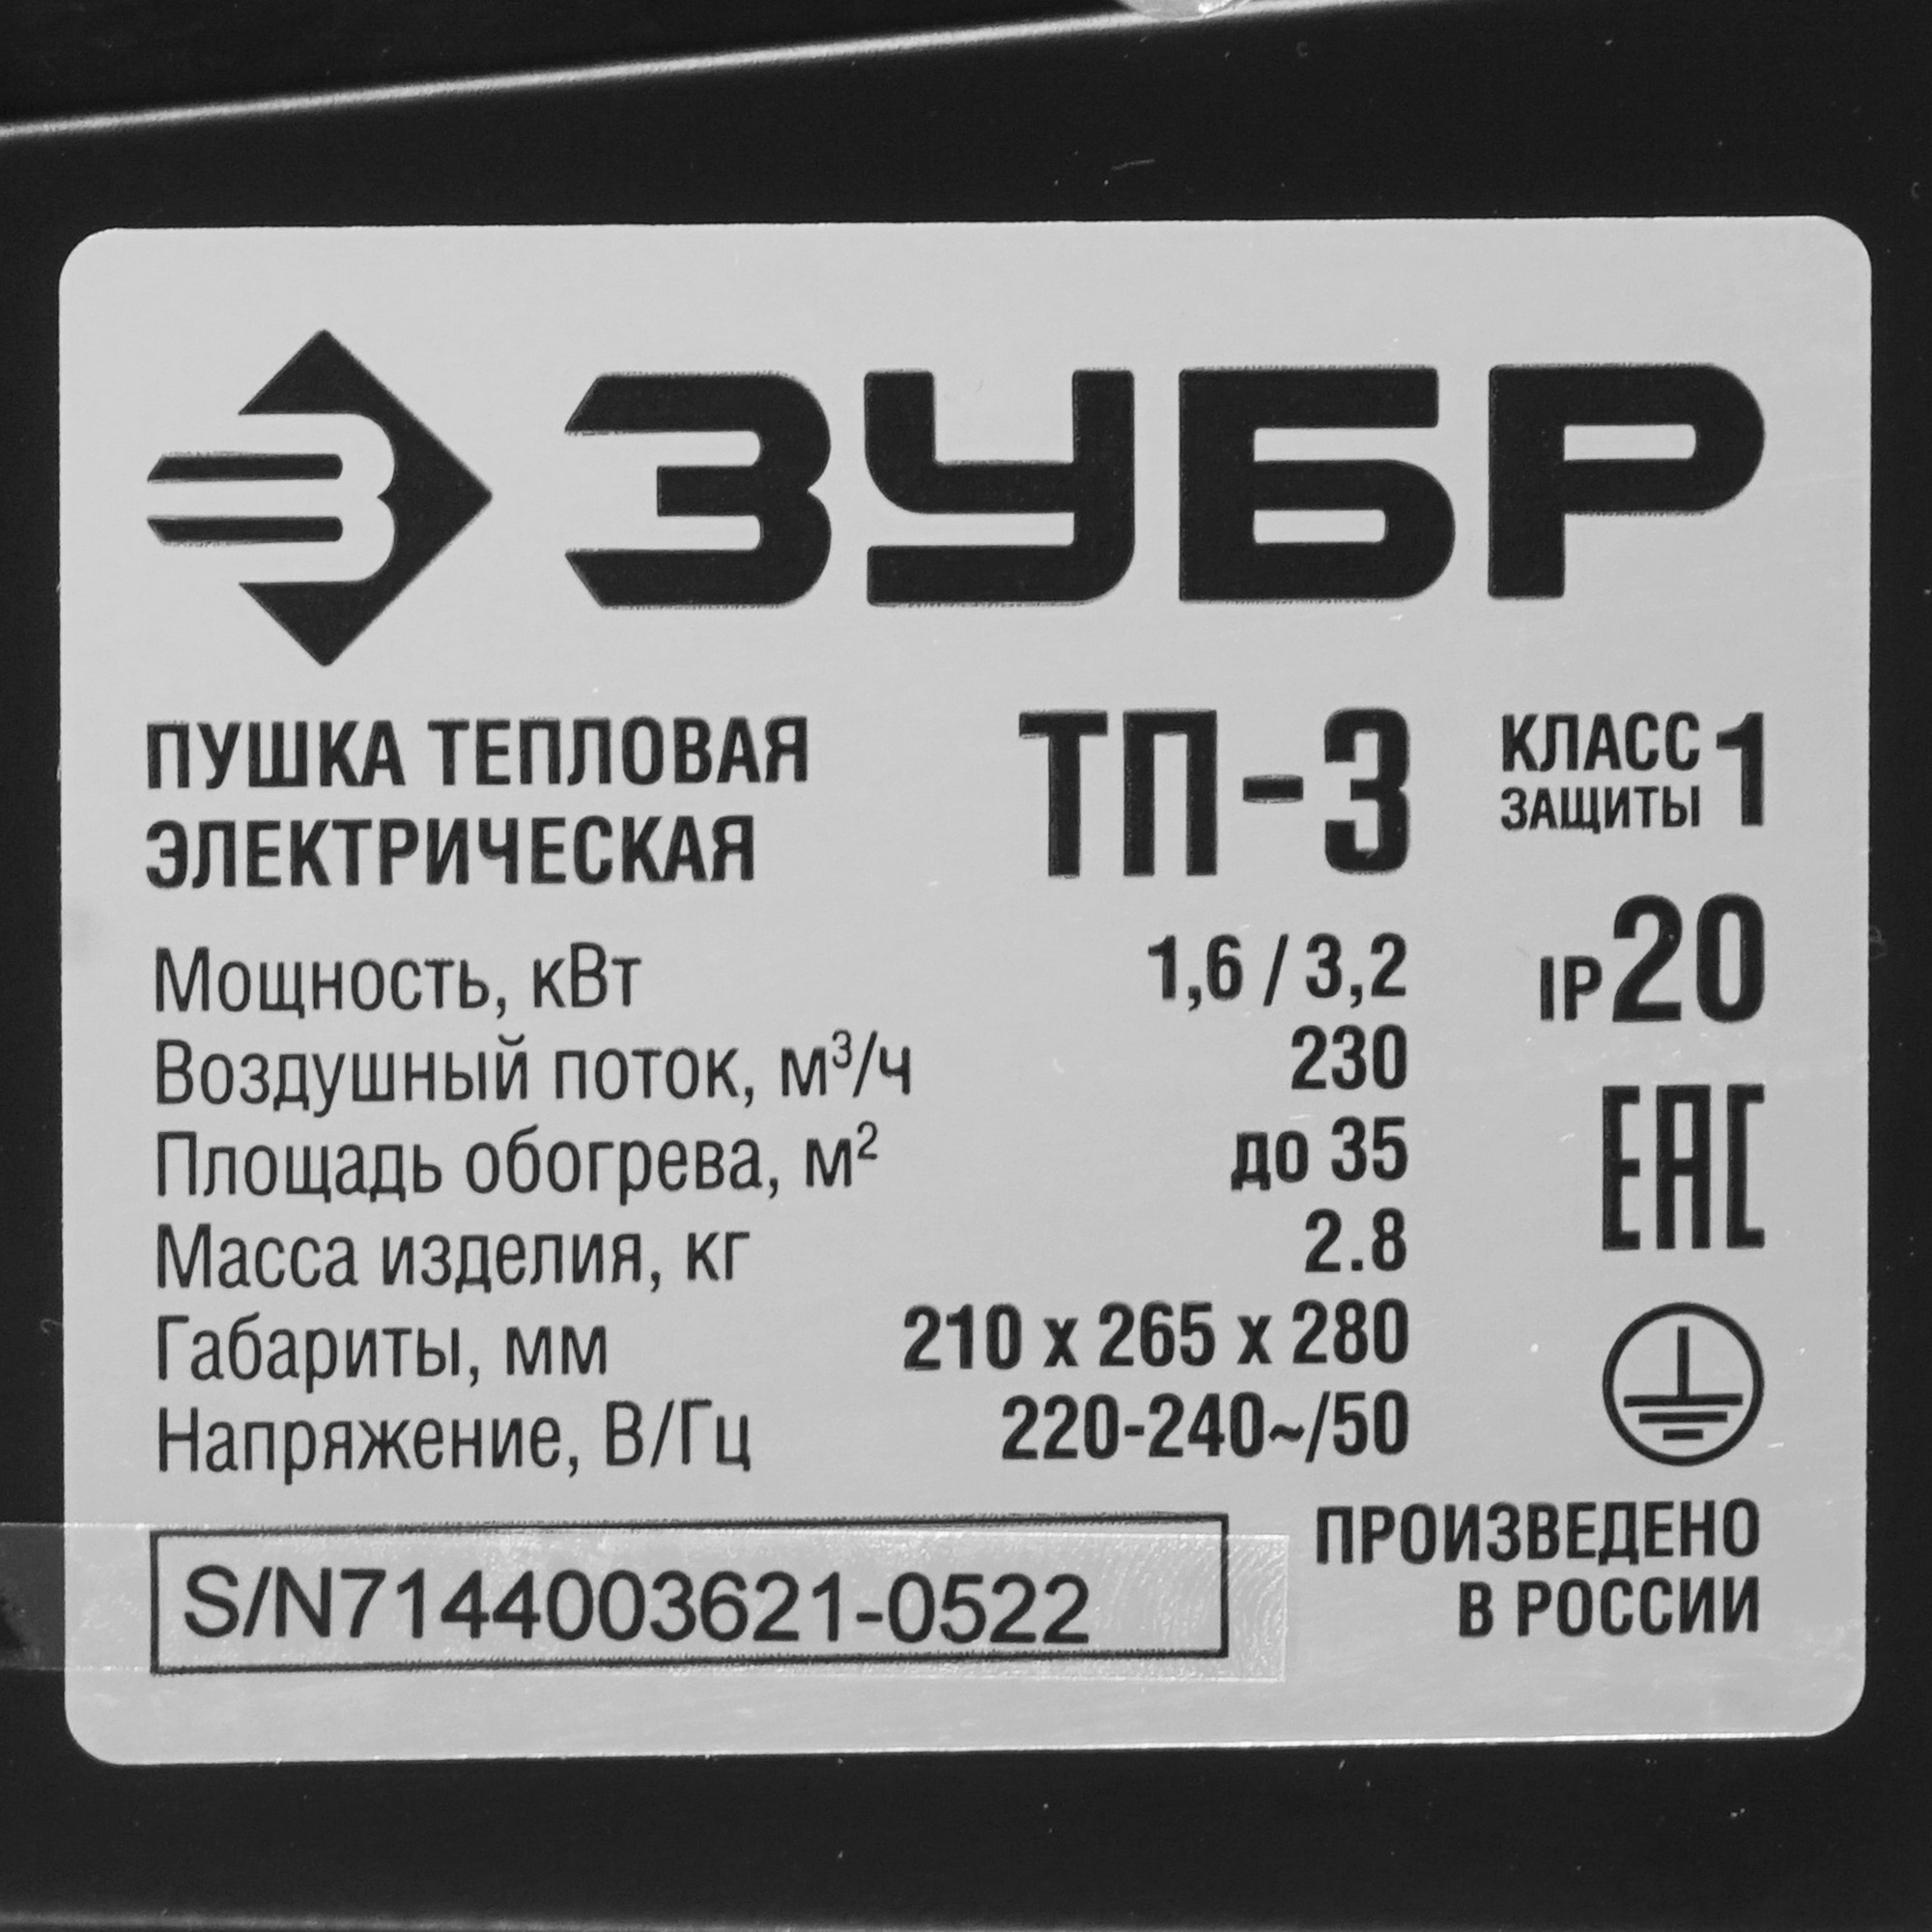 ЗУБР
ПУШКА ТЕПЛОВАЯ
ЭЛЕКТРИЧЕСКАЯ
ТП-3
КЛАСС
ЗАЩИТЫ 1
Мощность, кВт 1,6 / 3,2
Воздушный поток, м³/ч 230
Площадь обогрева, м² до 35
Масса изделия, кг 2.8
Габариты, мм 210 x 265 x 280
Напряжение, В/Гц 220-240~/50
IP20
EAC
S/N7144003621-0522
ПРОИЗВЕДЕНО
В РОССИИ